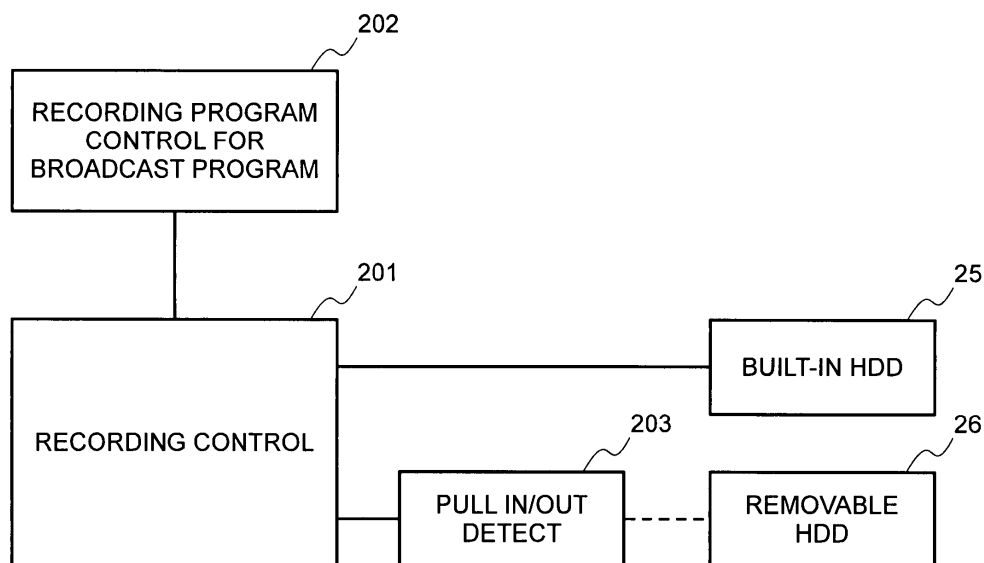 202
RECORDING PROGRAM
CONTROL FOR
BROADCAST PROGRAM
201
RECORDING CONTROL
25
BUILT-IN HDD
203
PULL IN/OUT
DETECT
26
REMOVABLE
HDD